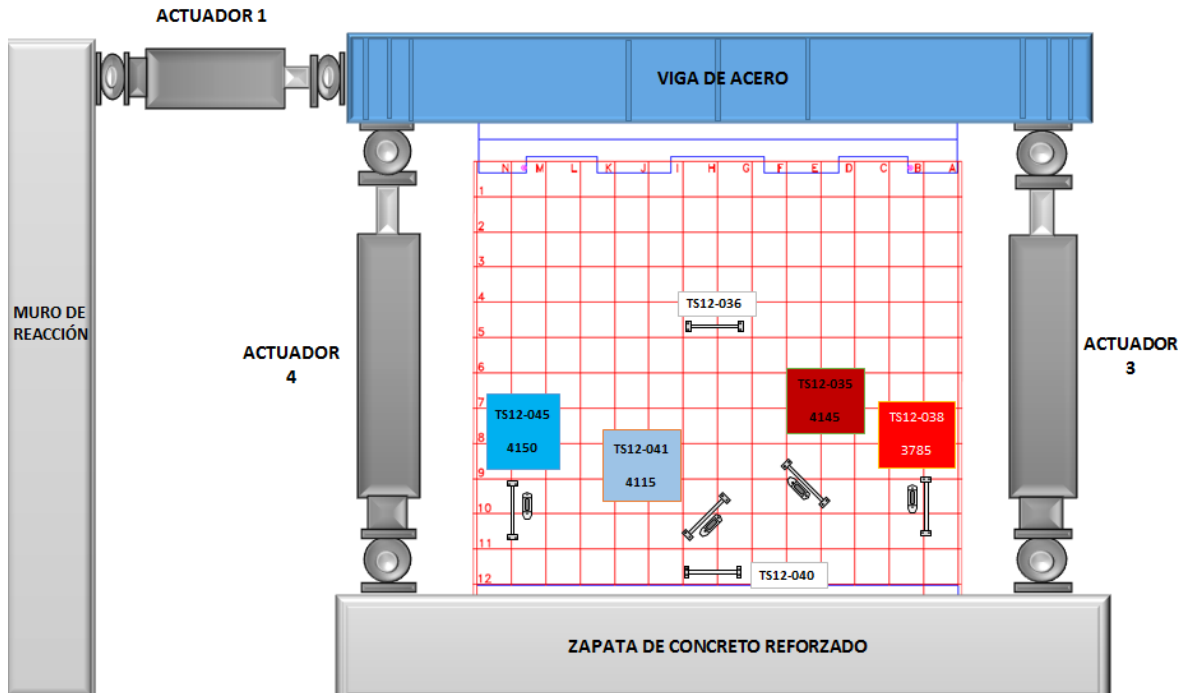 ACTUADOR 1
VIGA DE ACERO
N M L K J I H G F E D C B A
1
2
3
4
TS12-036
5
MURO DE
REACCIÓN
ACTUADOR
4
ACTUADOR
3
6
TS12-035
4145
7
TS12-045
4150
TS12-038
3785
8
TS12-041
4115
9
10
11
TS12-040
12
ZAPATA DE CONCRETO REFORZADO